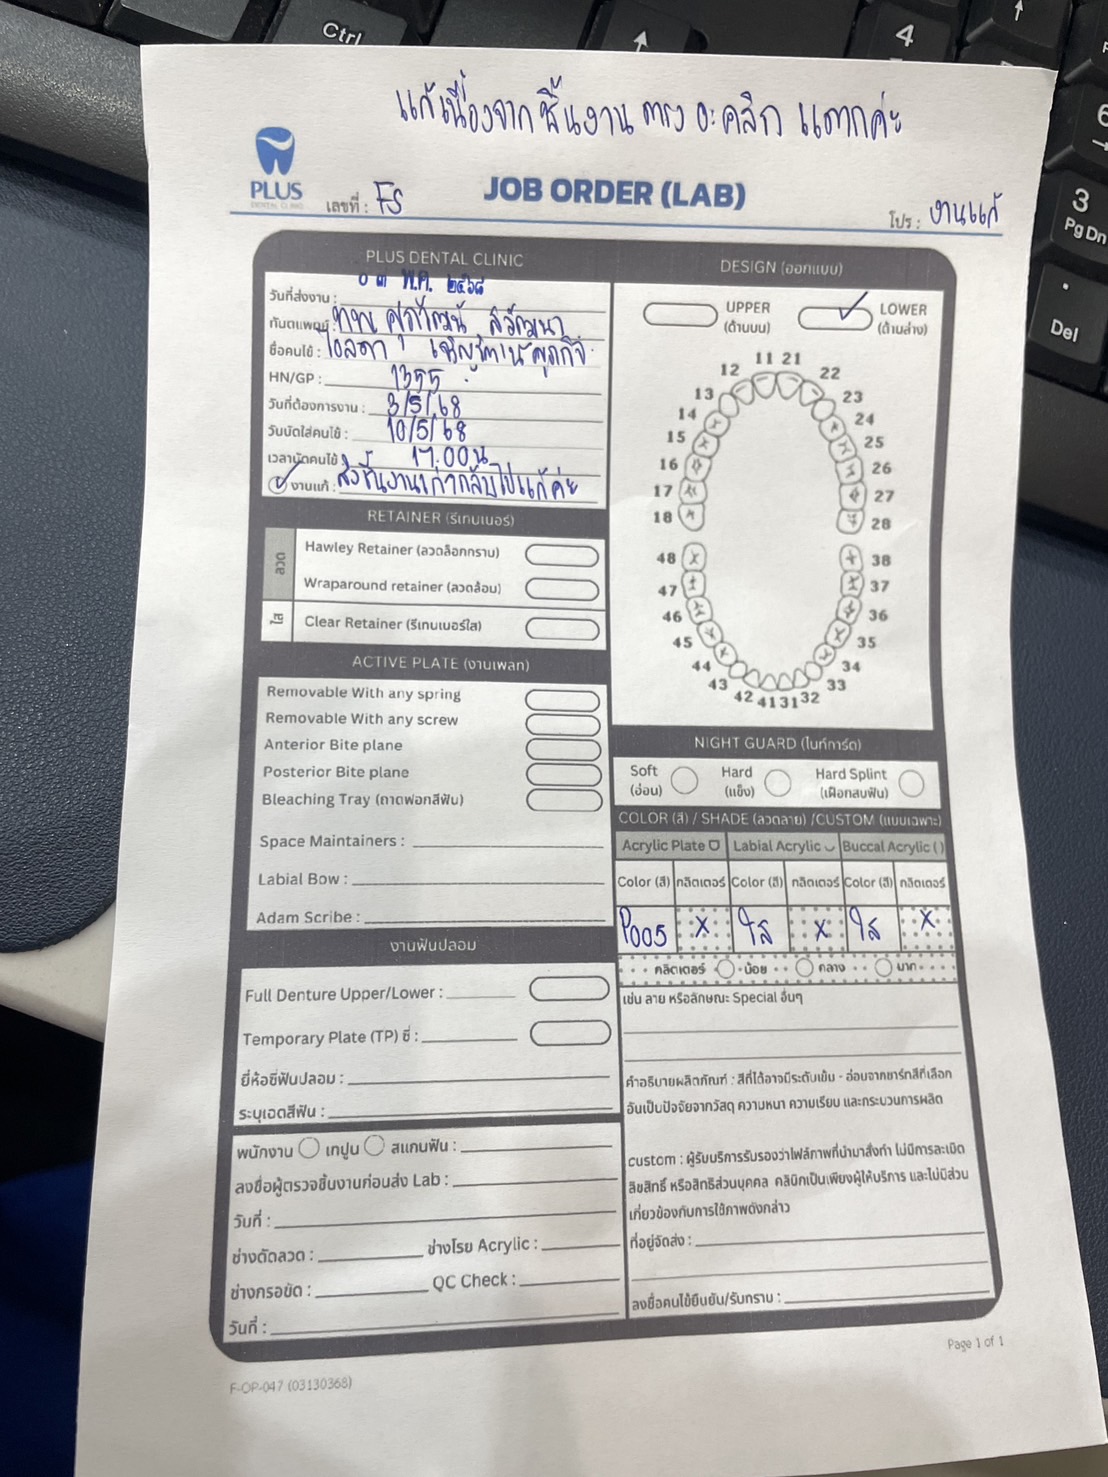 Ctrl
4
6
3
Pg Dn
.
Del
แก้เนื่องจาก ชิ้นงาน ตรง อะคลิก แตกค่ะ
PLUS
DENTAL CLINIC
เลขที่ : FS
JOB ORDER (LAB)
โปร : งานแก้
PLUS DENTAL CLINIC
วันที่ส่งงาน : 0 3 พ.ค. ๒๕๖๘
ทันตแพทย์ : ทพ
ชื่อคนไข้ :
HN/GP : 1355
วันที่ต้องการงาน : 3/5/68
วันนัดใส่คนไข้ : 10/5/68
เวลานัดคนไข้ : 17.00 น
งานแก้ : ส่งชิ้นงานเก่ากลับไปแก้ค่ะ
RETAINER (รีเทนเนอร์)
ลวด
Hawley Retainer (ลวดล็อกกราบ)
Wraparound retainer (ลวดล้อม)
ใส
Clear Retainer (รีเทนเนอร์ใส)
ACTIVE PLATE (งานเพลท)
Removable With any spring
Removable With any screw
Anterior Bite plane
Posterior Bite plane
Bleaching Tray (ถาดฟอกสีฟัน)
Space Maintainers :
Labial Bow :
Adam Scribe :
งานฟันปลอม
Full Denture Upper/Lower :
Temporary Plate (TP) ซี่ :
ยี่ห้อซี่ฟันปลอม :
ระบุเฉดสีฟัน :
พนักงาน เทปูน สแกนฟัน :
ลงชื่อผู้ตรวจชิ้นงานก่อนส่ง Lab :
วันที่ :
ช่างดัดลวด : ช่างโรย Acrylic :
ช่างกรอขัด : QC Check :
วันที่ :
DESIGN (ออกแบบ)
UPPER
(ด้านบน)
LOWER
(ด้านล่าง)
11 21
12 22
13 23
14 24
15 25
16 26
17 27
18 28
48 38
47 37
46 36
45 35
44 34
43 33
42 41 31 32
NIGHT GUARD (ไนท์การ์ด)
Soft
(อ่อน)
Hard
(แข็ง)
Hard Splint
(เฝือกสบฟัน)
COLOR (สี) / SHADE (ลวดลาย) /CUSTOM (แบบเฉพาะ)
Acrylic Plate Labial Acrylic Buccal Acrylic ( )
Color (สี) กลิตเตอร์ Color (สี) กลิตเตอร์ Color (สี) กลิตเตอร์
P005 X ใส X ใส X
กลิตเตอร์ น้อย กลาง มาก
เช่น ลาย หรือลักษณะ Special อื่นๆ
คำอธิบายผลิตภัณฑ์ : สีที่ได้อาจมีระดับเข้ม - อ่อนจากชาร์ทสีที่เลือก
อันเป็นปัจจัยจากวัสดุ ความหนา ความเรียบ และกระบวนการผลิต
custom : ผู้รับบริการรับรองว่าไฟล์ภาพที่นำมาสั่งทำ ไม่มีการละเมิด
ลิขสิทธิ์ หรือสิทธิส่วนบุคคล คลินิกเป็นเพียงผู้ให้บริการ และไม่มีส่วน
เกี่ยวข้องกับการใช้ภาพดังกล่าว
ที่อยู่จัดส่ง :
ลงชื่อคนไข้ยืนยัน/รับทราบ :
Page 1 of 1
F-OP-047 (03130368)